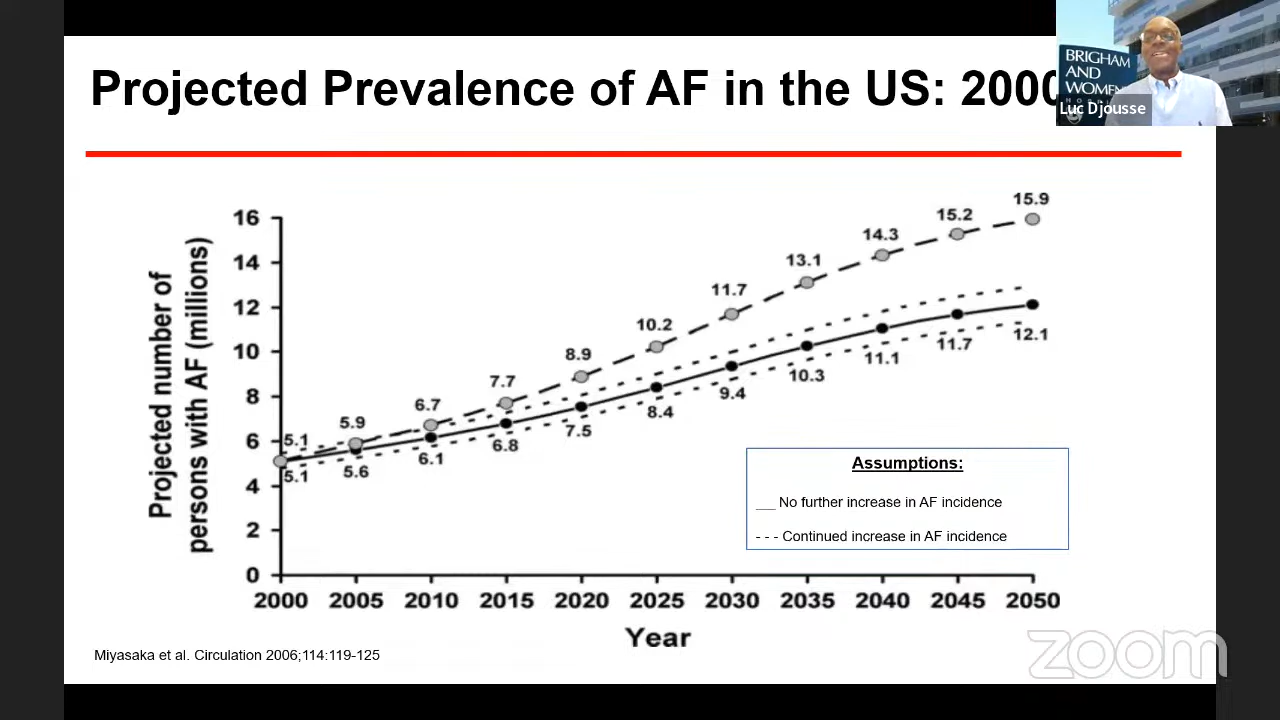 Projected Prevalence of AF in the US: 2000
BRIGHAM
AND
WOMEN
Luc Djousse
Projected number of
persons with AF (millions)
16
14
12
10
8
6
4
2
0
5.1
5.9
6.7
7.7
8.9
10.2
11.7
13.1
14.3
15.2
15.9
5.1
5.6
6.1
6.8
7.5
8.4
9.4
10.3
11.1
11.7
12.1
Assumptions:
__ No further increase in AF incidence
- - - Continued increase in AF incidence
2000 2005 2010 2015 2020 2025 2030 2035 2040 2045 2050
Year
Miyasaka et al. Circulation 2006;114:119-125
zoom